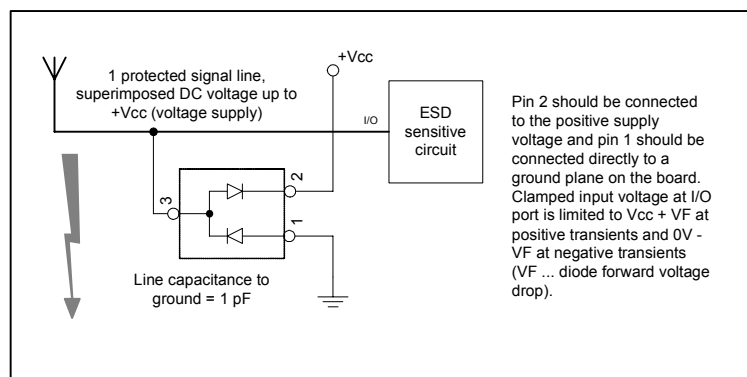 +Vcc
1 protected signal line,
superimposed DC voltage up to
+Vcc (voltage supply)
I/O
ESD
sensitive
circuit
3
2
1
Line capacitance to
ground = 1 pF
Pin 2 should be connected
to the positive supply
voltage and pin 1 should be
connected directly to a
ground plane on the board.
Clamped input voltage at I/O
port is limited to Vcc + VF at
positive transients and 0V -
VF at negative transients
(VF ... diode forward voltage
drop).